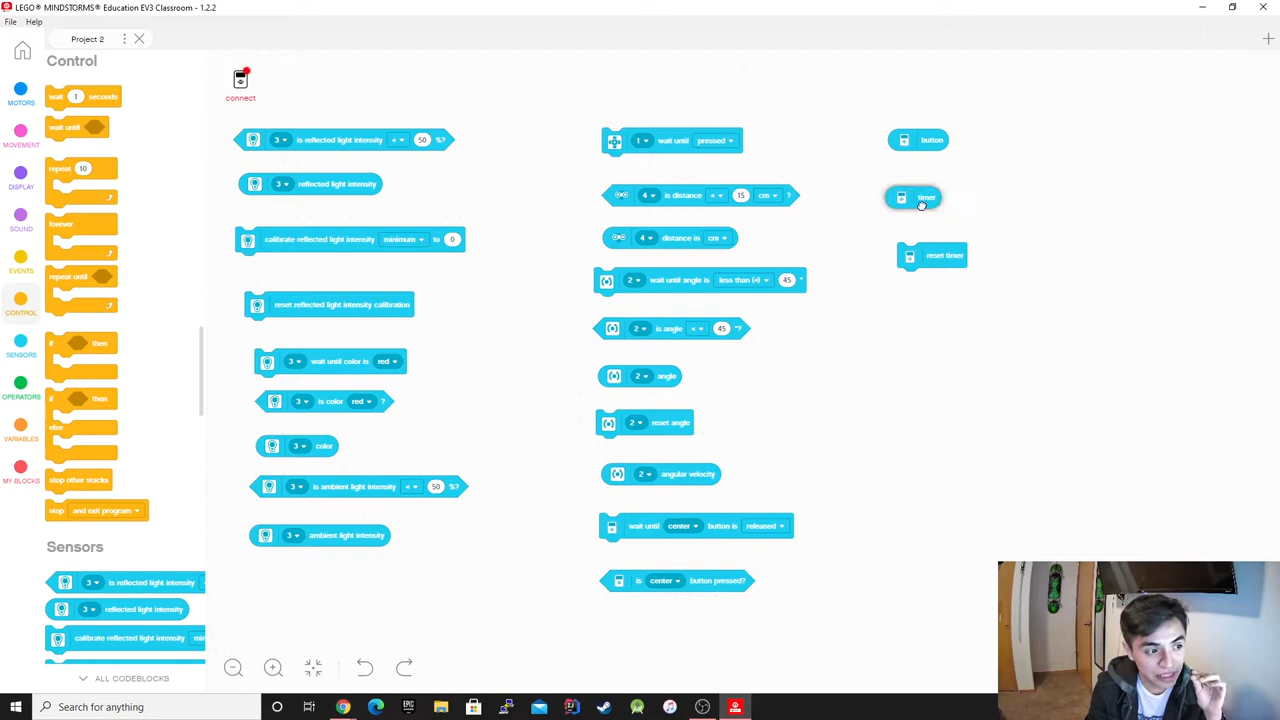 LEGO® MINDSTORMS® Education EV3 Classroom - 1.2.2
File Help
Project 2
Control
connect
MOTORS
MOVEMENT
DISPLAY
SOUND
EVENTS
CONTROL
SENSORS
OPERATORS
VARIABLES
MY BLOCKS
wait 1 seconds
wait until
repeat 10
forever
repeat until
if then
if then
else
stop other stacks
stop and exit program
Sensors
3 is reflected light intensity
3 reflected light intensity
calibrate reflected light intensity
ALL CODEBLOCKS
3 is reflected light intensity < 50 %?
3 reflected light intensity
calibrate reflected light intensity minimum to 0
reset reflected light intensity calibration
3 wait until color is red
3 is color red ?
3 color
3 is ambient light intensity < 50 %?
3 ambient light intensity
1 wait until pressed
4 is distance < 15 cm ?
4 distance in cm
2 wait until angle is less than (<) 45 °
2 is angle < 45 °?
2 angle
2 reset angle
2 angular velocity
wait until center button is released
is center button pressed?
button
timer
reset timer
Search for anything